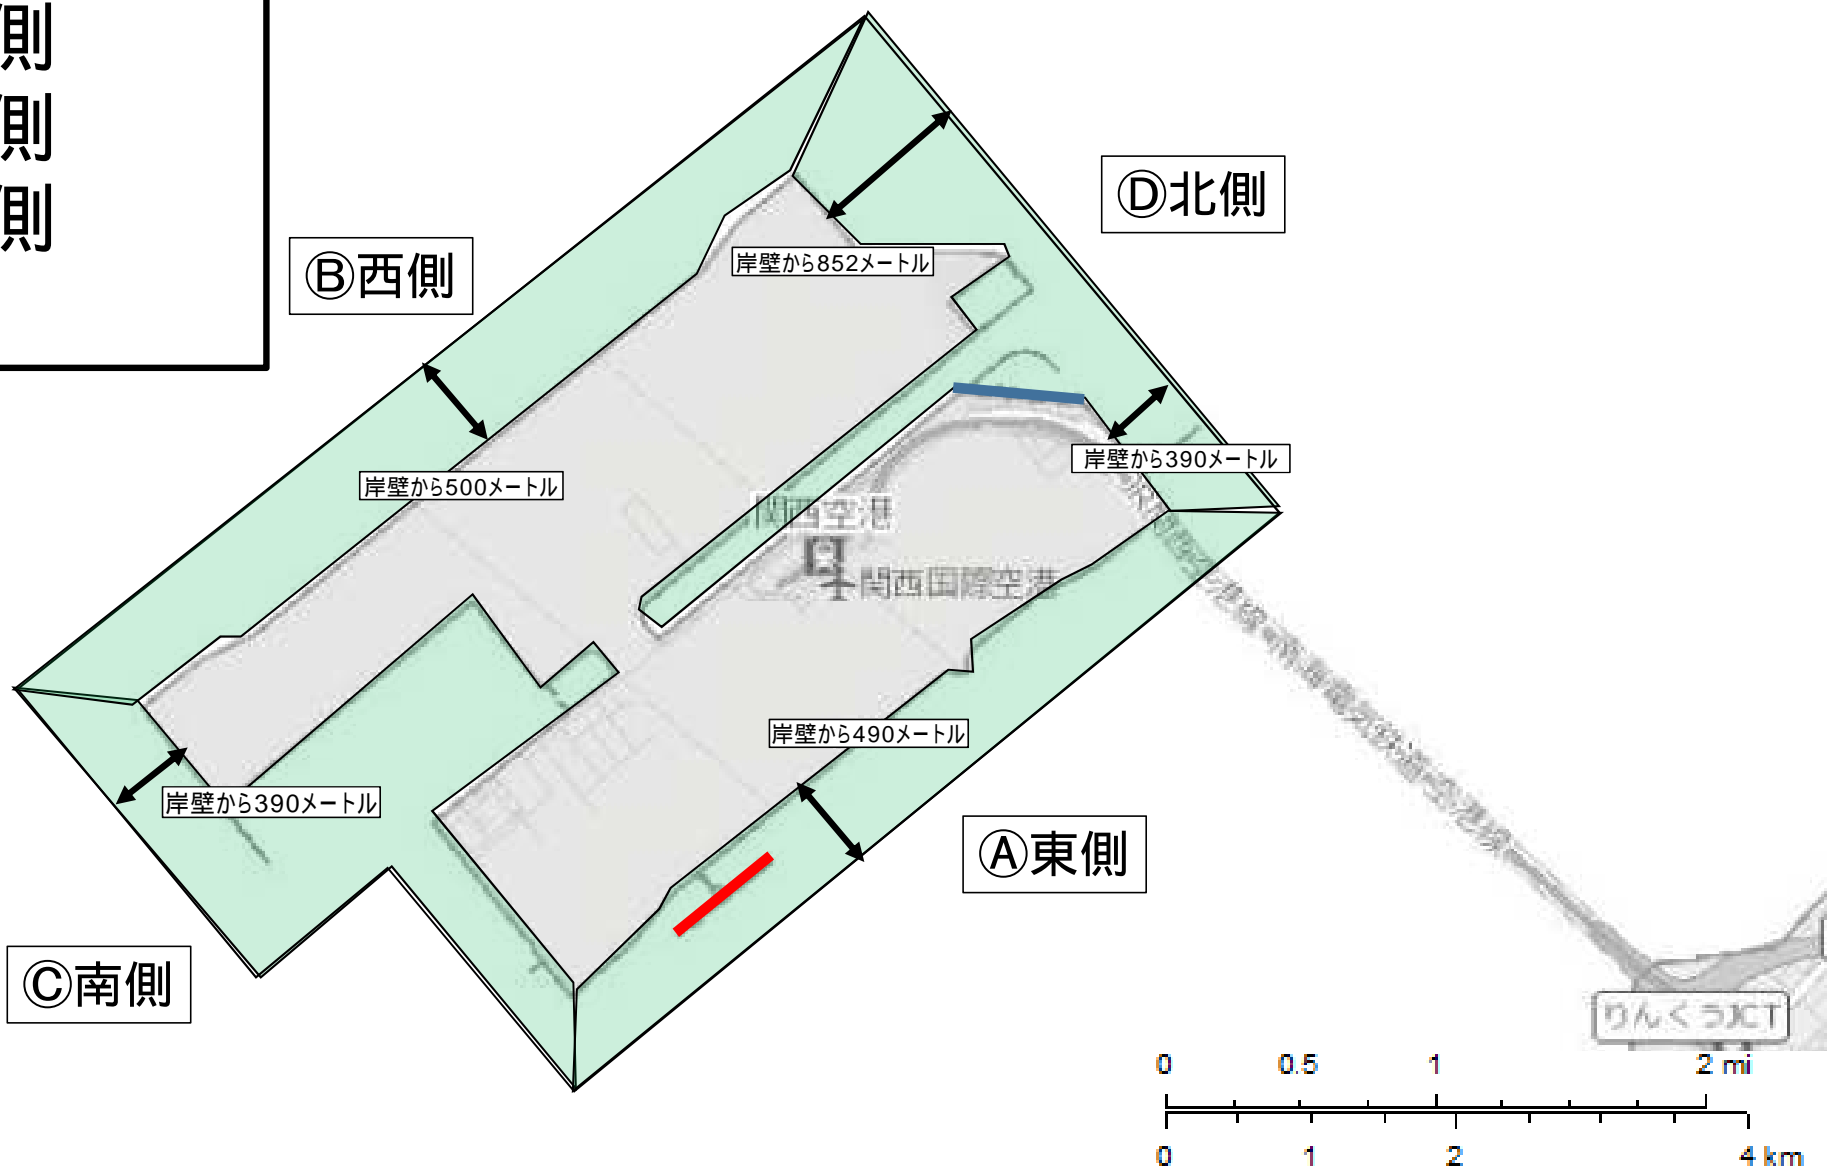 側
側
側
Ⓓ北側
Ⓑ西側
岸壁から852メートル
岸壁から390メートル
岸壁から500メートル
関西空港
関西国際空港
岸壁から490メートル
岸壁から390メートル
Ⓐ東側
Ⓒ南側
りんくうJCT
0 0.5 1 2 mi
0 1 2 4 km